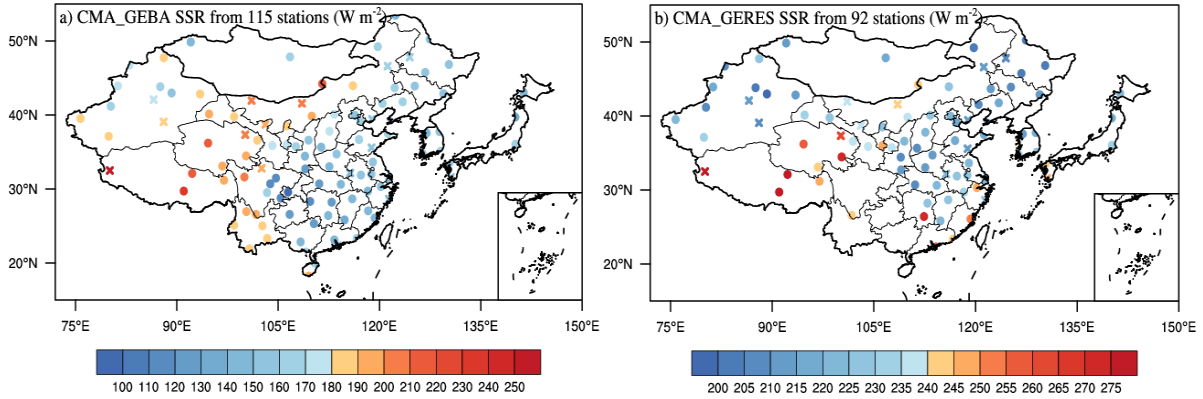 a) CMA_GEBA SSR from 115 stations (W m-2)
50°N
40°N
30°N
20°N
75°E 90°E 105°E 120°E 135°E 150°E
100 110 120 130 140 150 160 170 180 190 200 210 220 230 240 250
b) CMA_GERES SSR from 92 stations (W m-2)
50°N
40°N
30°N
20°N
75°E 90°E 105°E 120°E 135°E 150°E
200 205 210 215 220 225 230 235 240 245 250 255 260 265 270 275